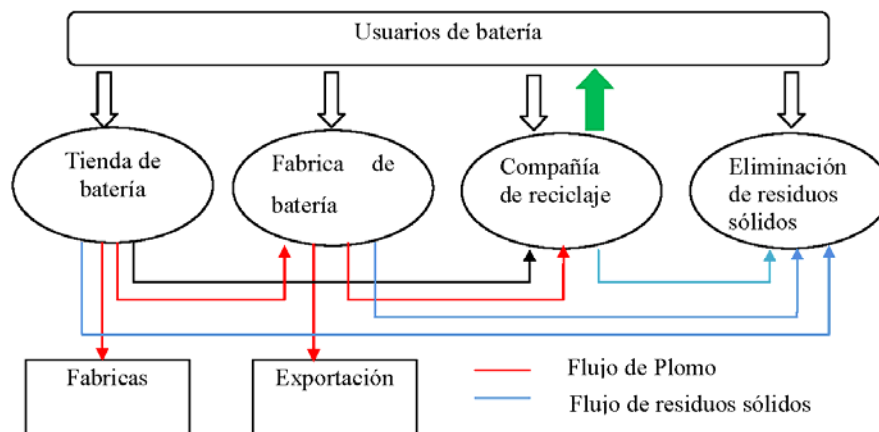 Usuarios de batería
Tienda de
batería
Fabrica de
batería
Compañía
de reciclaje
Eliminación
de residuos
sólidos
Fabricas
Exportación
Flujo de Plomo
Flujo de residuos sólidos